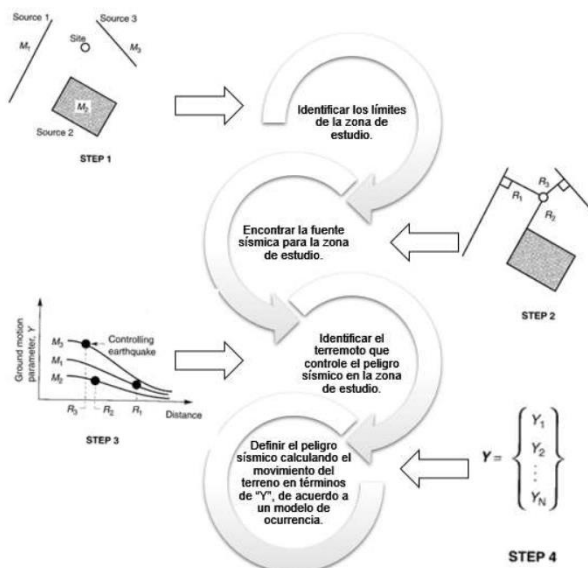 Source 1
Source 3
Site
M₁
M₃
M₂
Source 2
STEP 1
Identificar los límites
de la zona de
estudio.
Encontrar la fuente
sísmica para la zona
de estudio.
R₁
R₃
R₂
STEP 2
Ground motion
parameter, Y
M₃
M₁
M₂
Controlling
earthquake
R₃
R₂
R₁
Distance
STEP 3
Identificar el
terremoto que
controle el peligro
sísmico en la zona
de estudio.
Definir el peligro
sísmico calculando el
movimiento del
terreno en términos
de "Y", de acuerdo a
un modelo de
ocurrencia.
Y =
Y₁
Y₂
⋮
Y_N
STEP 4